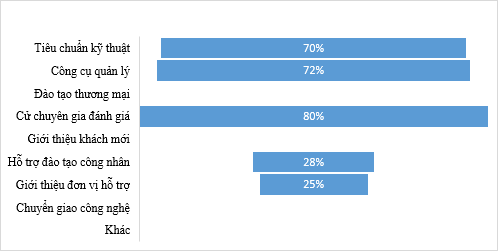 Tiêu chuẩn kỹ thuật 70%
Công cụ quản lý 72%
Đào tạo thương mại
Cử chuyên gia đánh giá 80%
Giới thiệu khách mới
Hỗ trợ đào tạo công nhân 28%
Giới thiệu đơn vị hỗ trợ 25%
Chuyển giao công nghệ
Khác